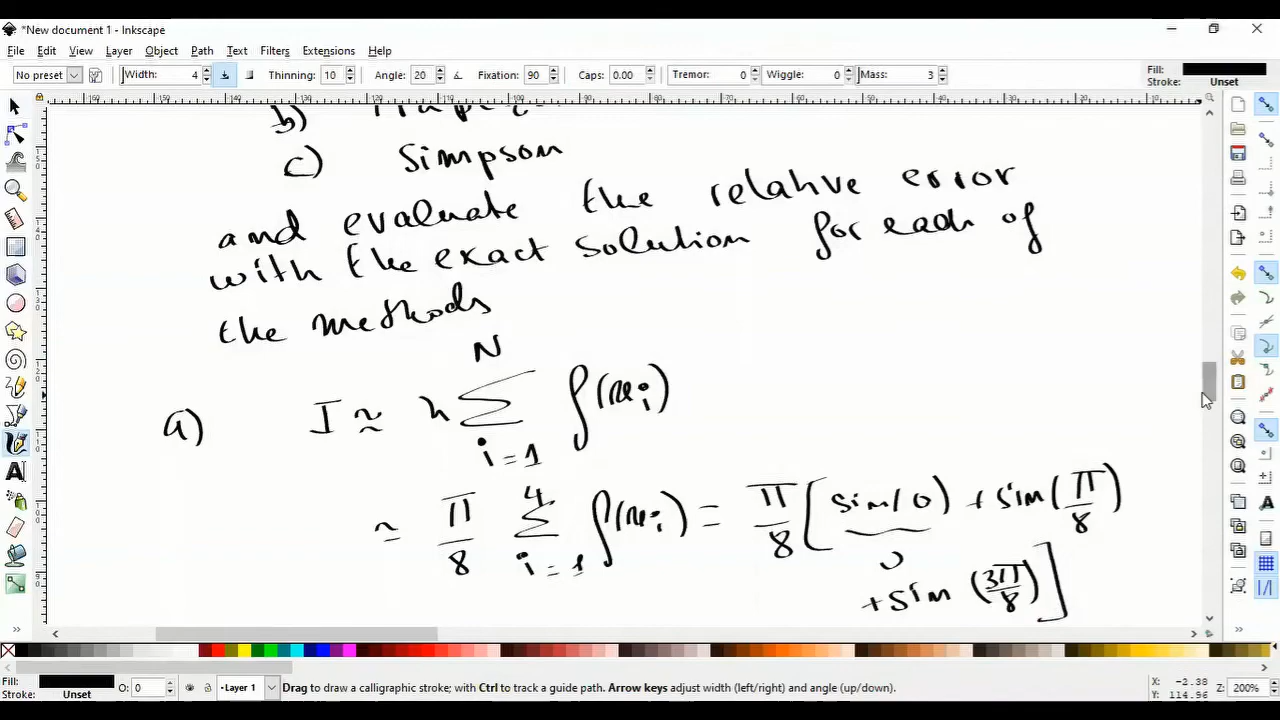 *New document 1 - Inkscape
File Edit View Layer Object Path Text Filters Extensions Help
No preset Width: 4 Thinning: 10 Angle: 20 Fixation: 90 Caps: 0.00 Tremor: 0 Wiggle: 0 Mass: 3 Fill: Stroke: Unset
b)
c) Simpson
and evaluate the relative error
with the exact solution for each of
the methods
a) I ≈ h ∑_{i=1}^{N} f(x_i)
≈ π/8 ∑_{i=1}^{4} f(x_i) = π/8 [sin(0) + sin(π/8)
0
+ sin(3π/8)]
Fill: Stroke: Unset O: 0 Layer 1 Drag to draw a calligraphic stroke; with Ctrl to track a guide path. Arrow keys adjust width (left/right) and angle (up/down). X: -2.38 Y: 114.96 Z: 200%